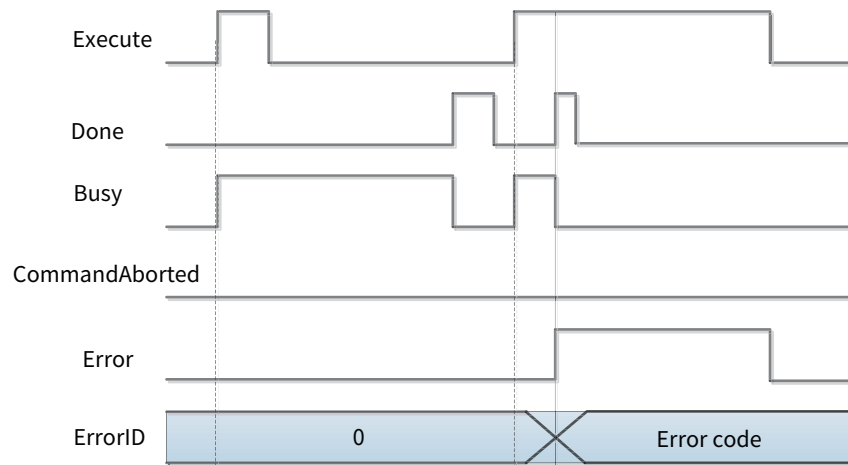 Execute
Done
Busy
CommandAborted
Error
ErrorID 0 Error code